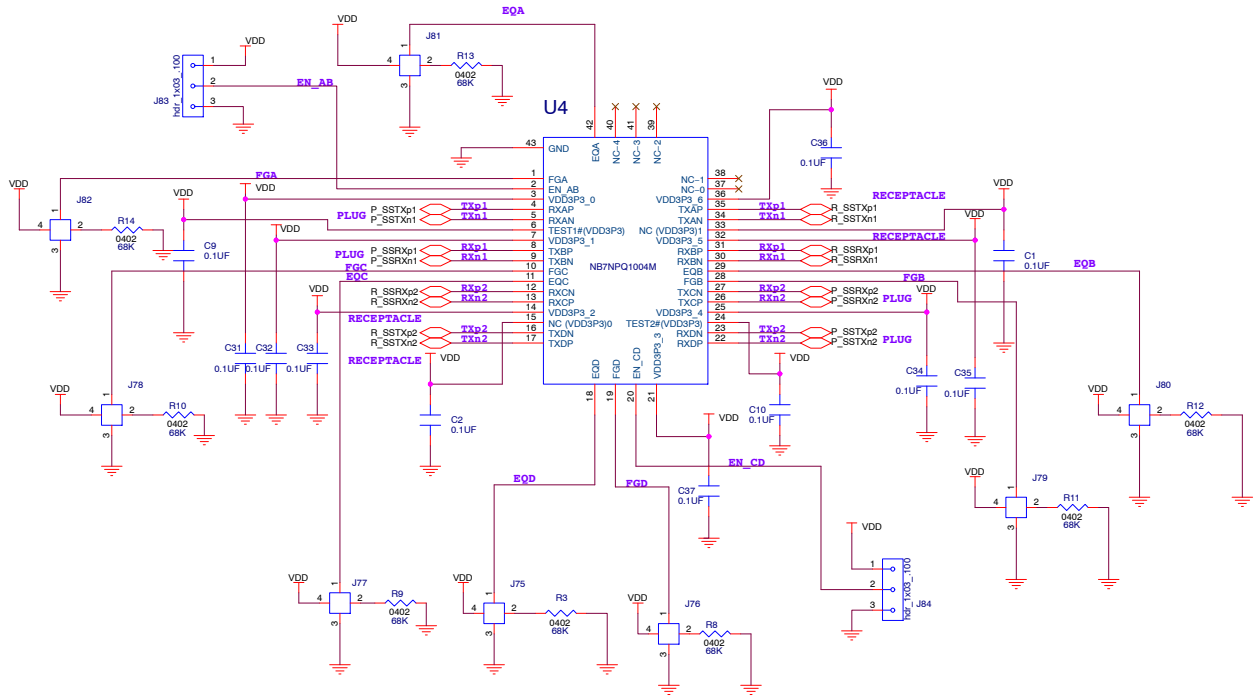 EQA
VDD
J81
1
4
2
3
R13
0402
68K
VDD
1
2
3
J83
hdr_1x03_.100
EN_AB
U4
42
40
41
39
EQA
NC-4
NC-3
NC-2
VDD
C36
0.1UF
43
GND
1
FGA
2
EN_AB
3
VDD3P3_0
4
RXAP
5
RXAN
6
TEST1#(VDD3P3)
7
VDD3P3_1
8
TXBP
9
TXBN
10
FGC
11
EQC
12
RXCN
13
RXCP
14
VDD3P3_2
15
NC (VDD3P3)0
16
TXDN
17
TXDP
NB7NPQ1004M
NC-1
38
NC-0
37
VDD3P3_6
36
TXAP
35
TXAN
34
NC (VDD3P3)1
33
VDD3P3_5
32
RXBP
31
RXBN
30
EQB
29
FGB
28
TXCN
27
TXCP
26
VDD3P3_4
25
TEST2#(VDD3P3)
24
RXDN
23
RXDP
22
EQD
FGD
EN_CD
VDD3P3_3
18
19
20
21
VDD
FGA
VDD
J82
1
4
2
3
R14
0402
68K
VDD
C9
0.1UF
PLUG
P_SSTXp1
TXp1
P_SSTXn1
TXn1
VDD
PLUG
P_SSRXp1
RXp1
P_SSRXn1
RXn1
FGC
EQC
VDD
R_SSRXp2
RXp2
R_SSRXn2
RXn2
RECEPTACLE
R_SSTXp2
TXp2
R_SSTXn2
TXn2
RECEPTACLE
VDD
C31
C32
C33
0.1UF
0.1UF
0.1UF
C2
0.1UF
RECEPTACLE
VDD
TXp1
R_SSTXp1
TXn1
R_SSTXn1
VDD
RECEPTACLE
RXp1
R_SSRXp1
RXn1
R_SSRXn1
C1
0.1UF
EQB
FGB
RXp2
P_SSRXp2
RXn2
P_SSRXn2
PLUG
VDD
TXp2
P_SSTXp2
TXn2
P_SSTXn2
PLUG
VDD
C10
0.1UF
C34
0.1UF
C35
0.1UF
VDD
J78
1
4
2
3
R10
0402
68K
VDD
J80
1
4
2
3
R12
0402
68K
VDD
C37
0.1UF
EN_CD
EQD
FGD
VDD
J79
1
4
2
3
R11
0402
68K
VDD
1
2
3
J84
hdr_1x03_.100
VDD
J77
1
4
2
3
R9
0402
68K
VDD
J75
1
4
2
3
R3
0402
68K
VDD
J76
1
4
2
3
R8
0402
68K